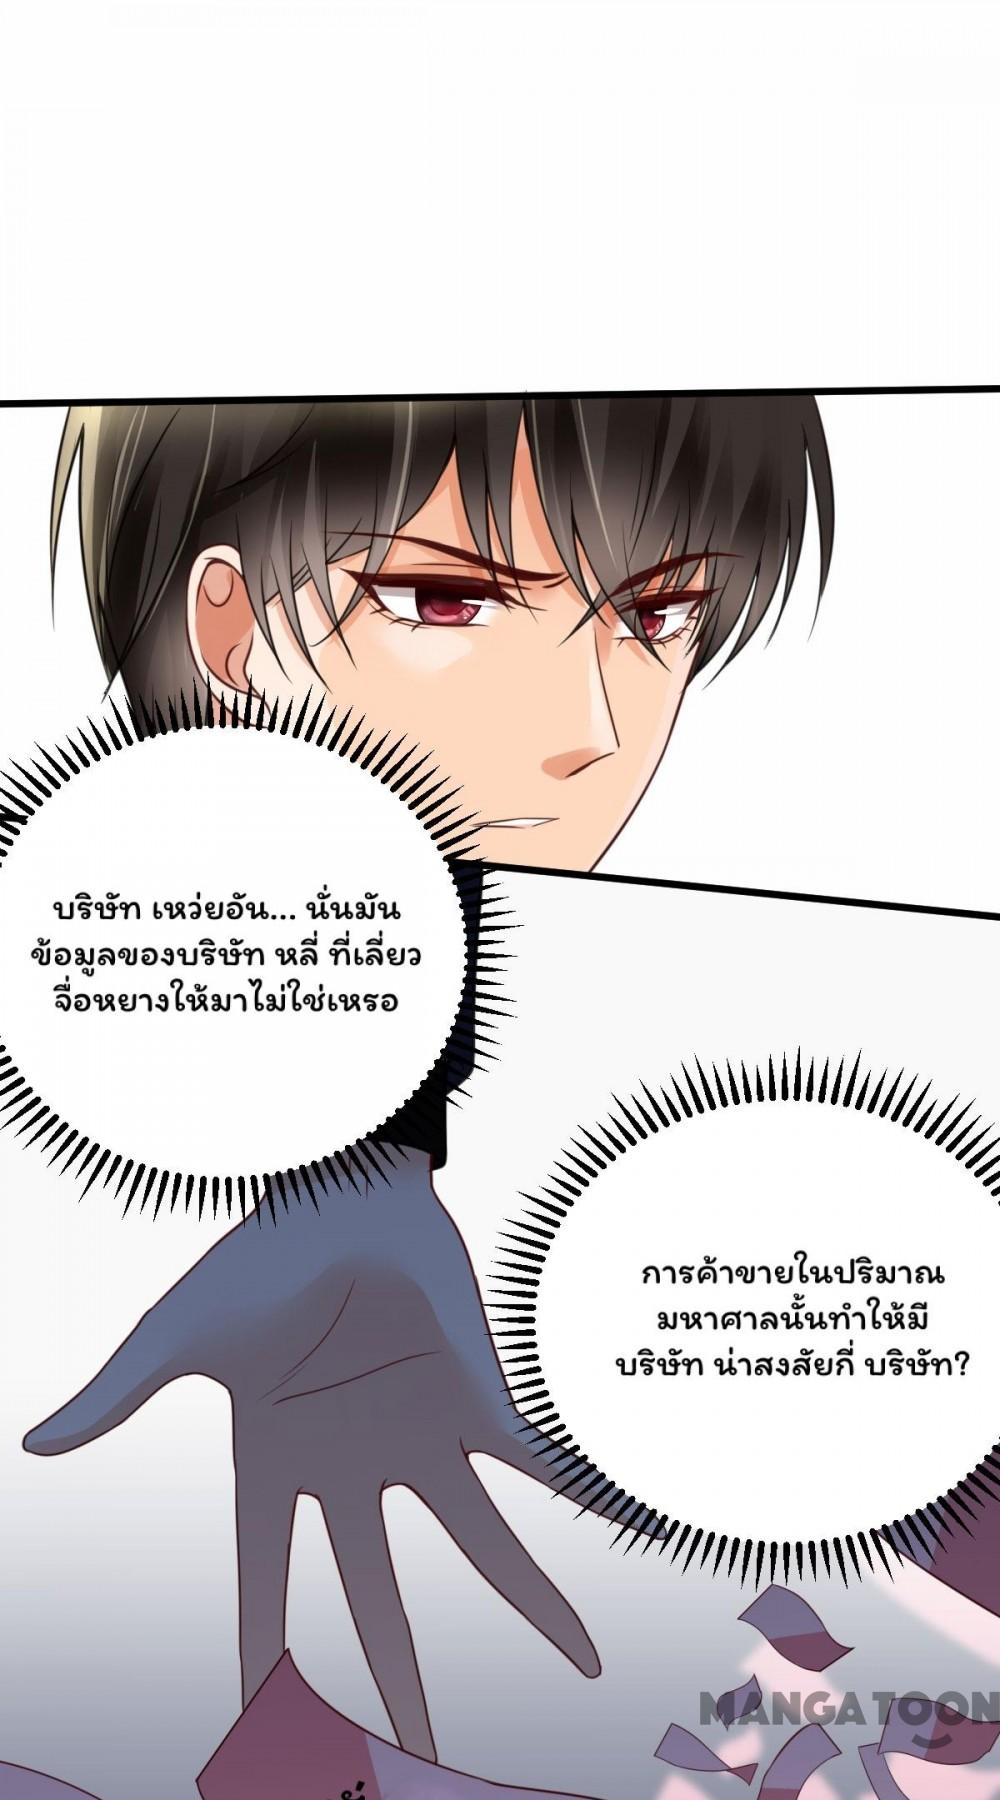 บริษัท เหว่ยอัน... นั่นมัน
ข้อมูลของบริษัท หลี่ ที่เลี่ยว
จื่อหยางให้มาไม่ใช่เหรอ
การค้าขายในปริมาณ
มหาศาลนั้นทำให้มี
บริษัท น่าสงสัยกี่ บริษัท?
MANGATOON